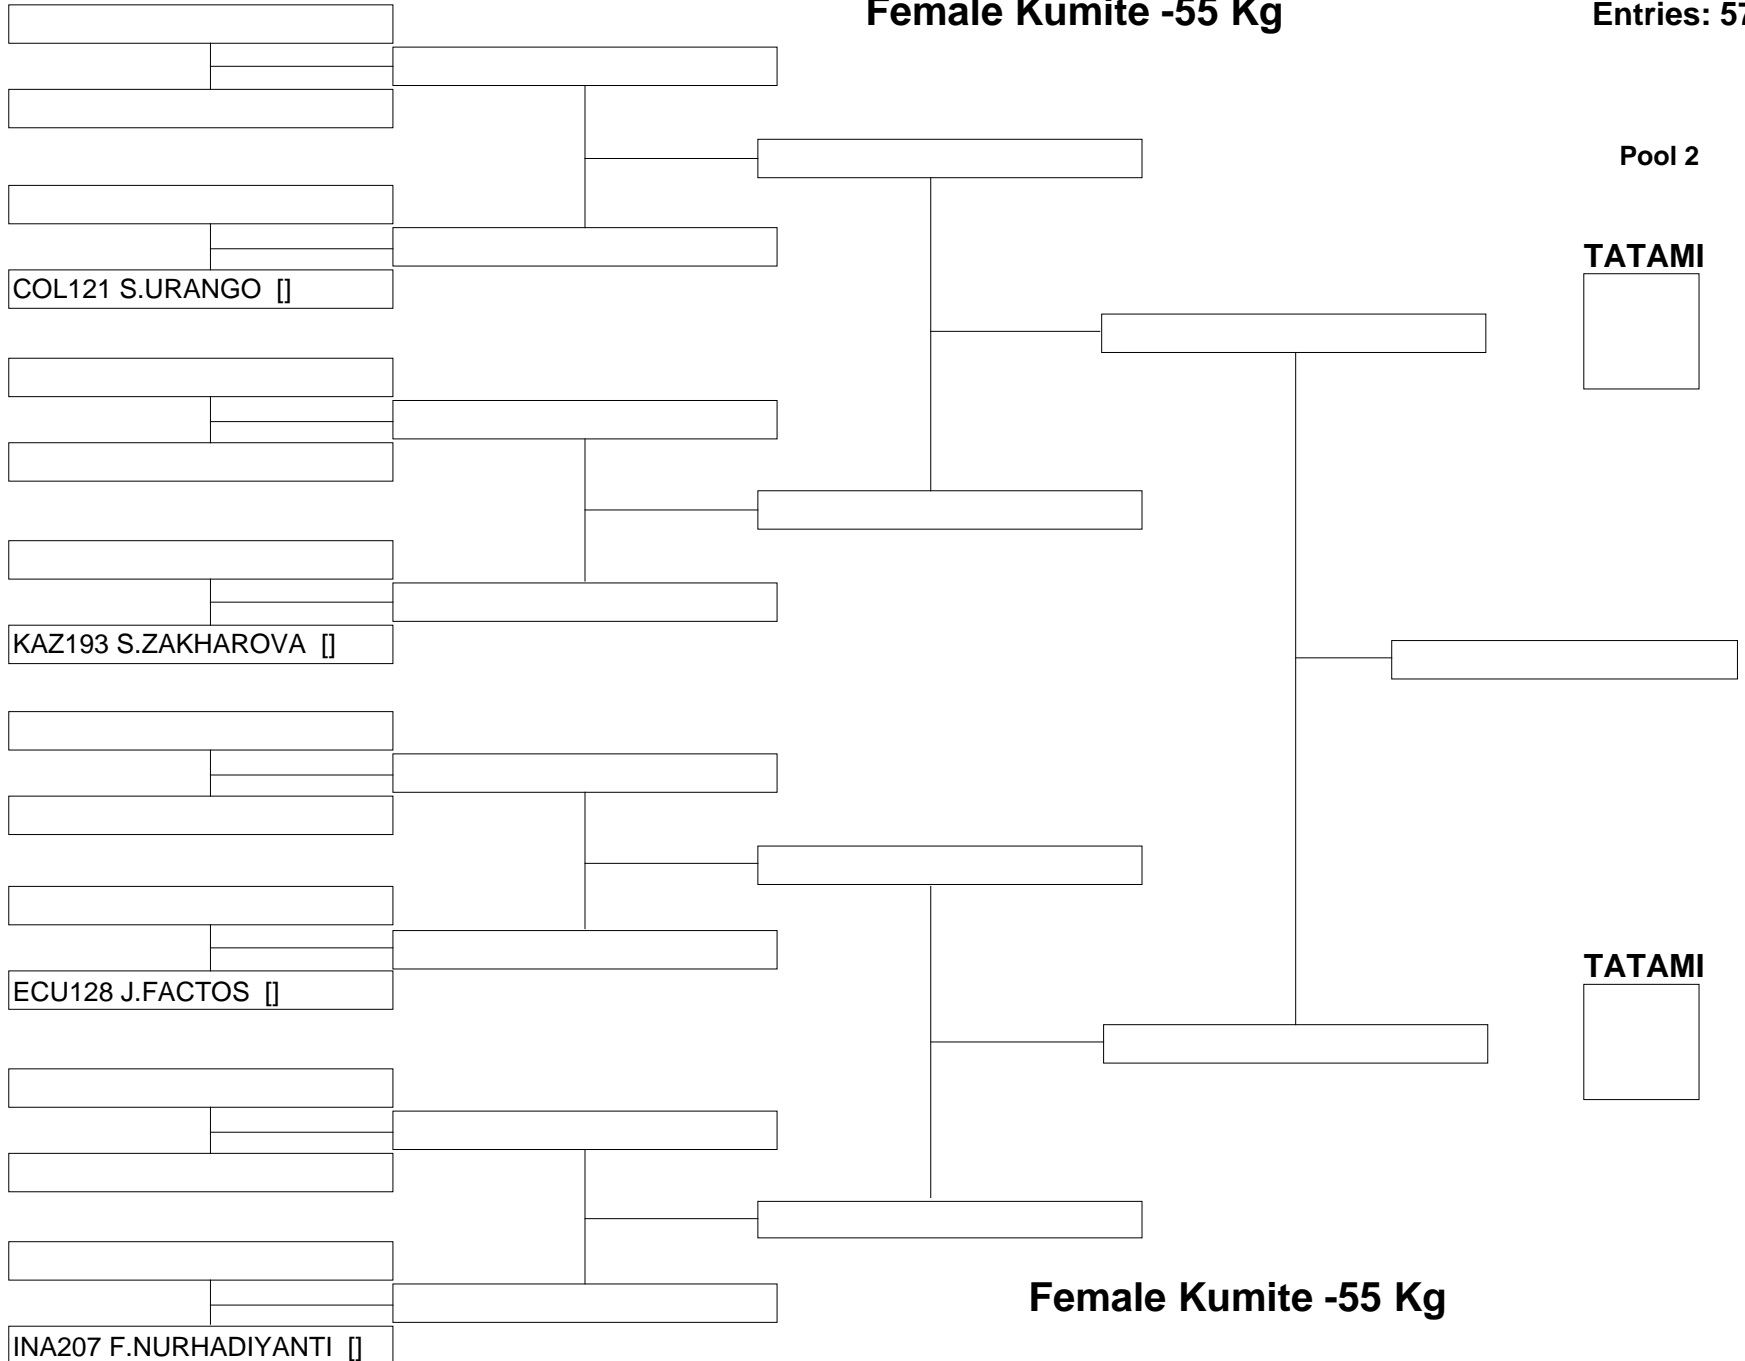 Female Kumite -55 Kg
Entries: 57
Pool 2
TATAMI
COL121 S.URANGO []
KAZ193 S.ZAKHAROVA []
TATAMI
ECU128 J.FACTOS []
Female Kumite -55 Kg
INA207 F.NURHADIYANTI []